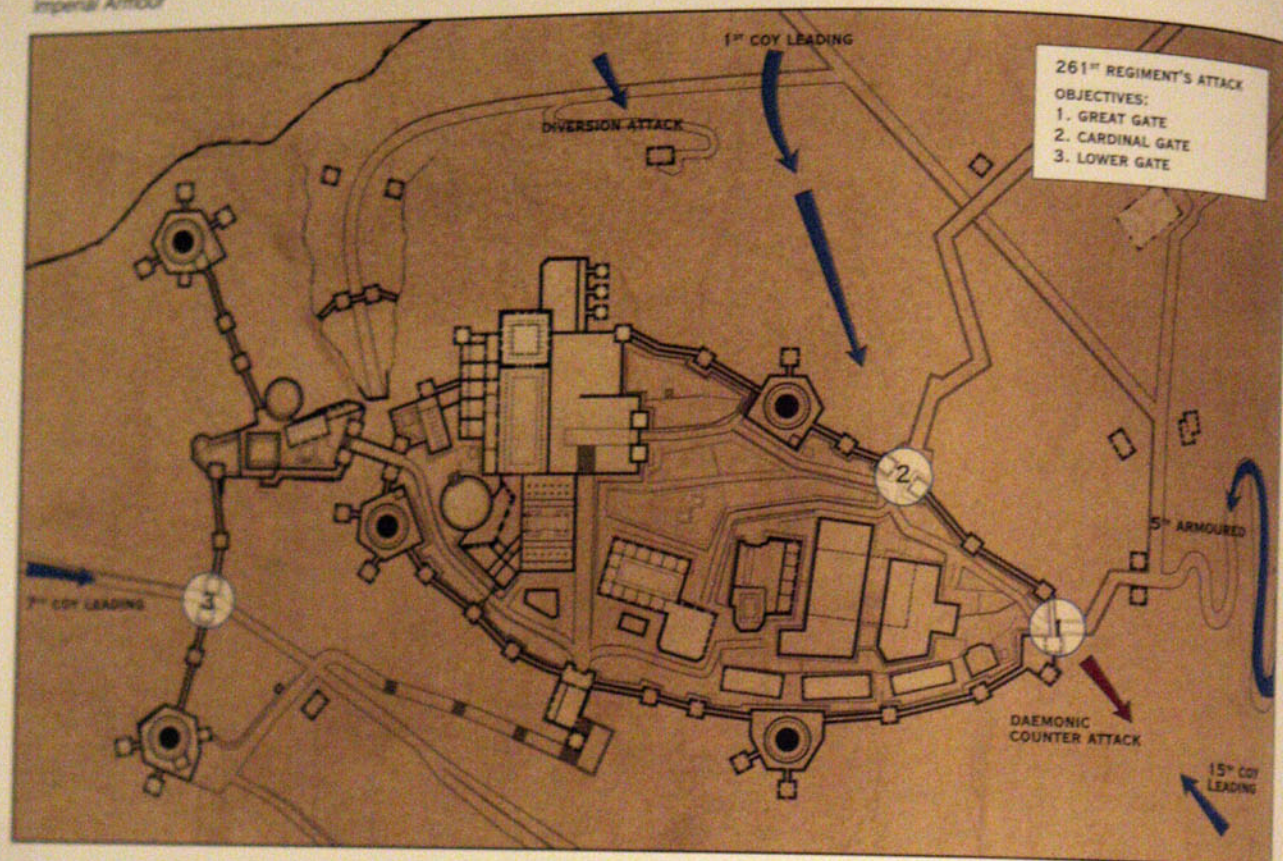 Imperial Armour
1ST COY LEADING
261ST REGIMENT'S ATTACK
OBJECTIVES:
1. GREAT GATE
2. CARDINAL GATE
3. LOWER GATE
DIVERSION ATTACK
2
5TH ARMOURED
3
7TH COY LEADING
1
DAEMONIC
COUNTER ATTACK
15TH COY
LEADING